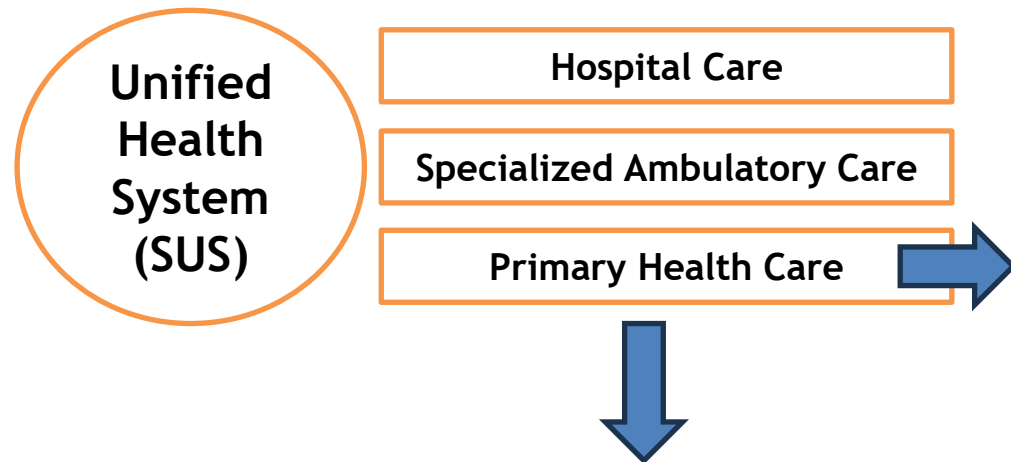 Unified
Health
System
(SUS)
Hospital Care
Specialized Ambulatory Care
Primary Health Care